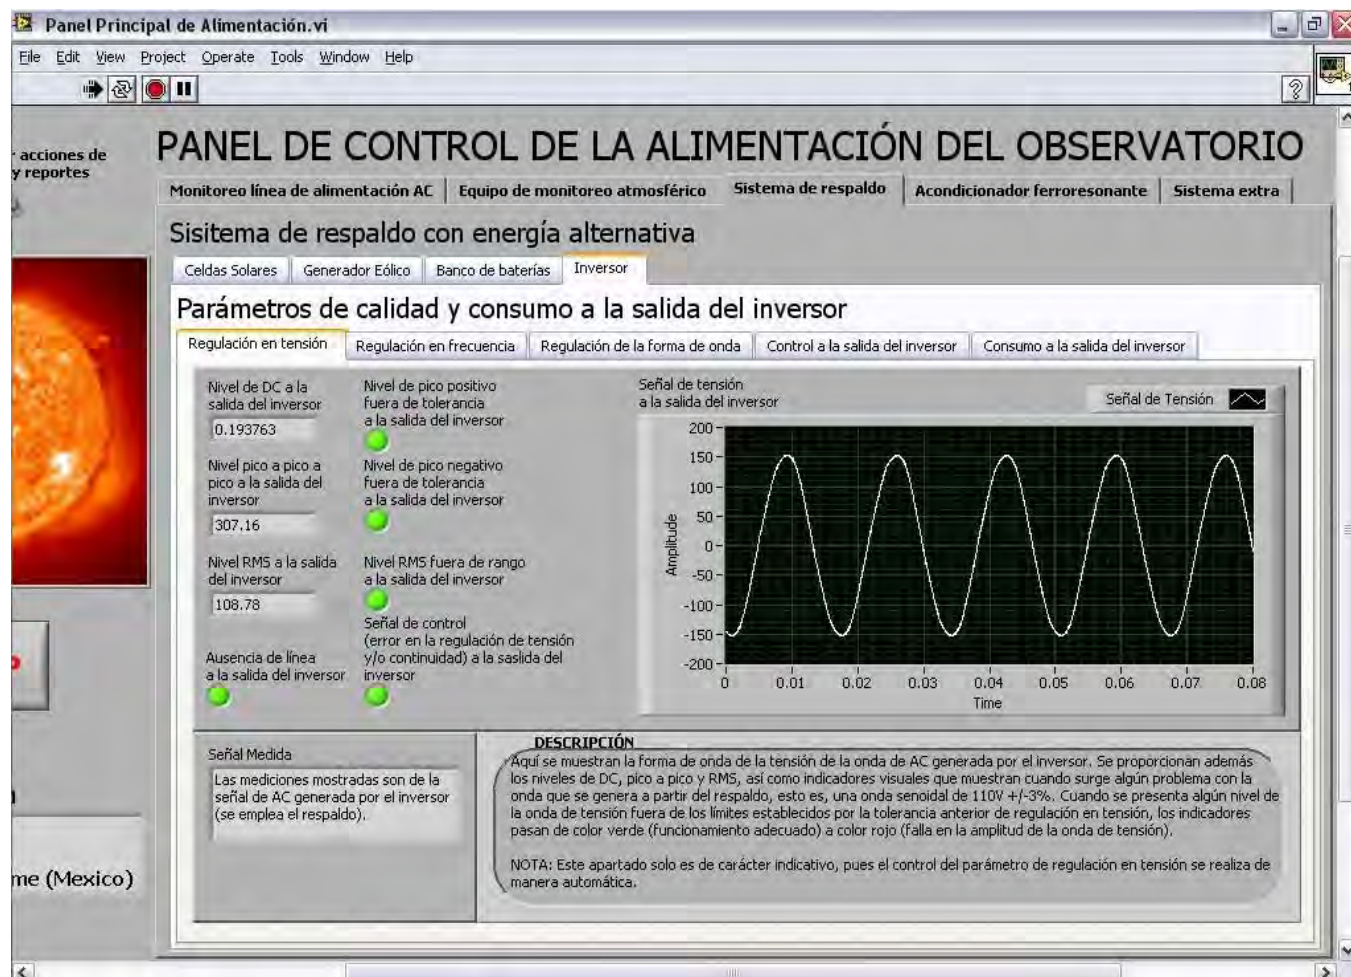 Panel Principal de Alimentación.vi
File Edit View Project Operate Tools Window Help
acciones de
y reportes
PANEL DE CONTROL DE LA ALIMENTACIÓN DEL OBSERVATORIO
Monitoreo línea de alimentación AC Equipo de monitoreo atmosférico Sistema de respaldo Acondicionador ferroresonante Sistema extra
Sisitema de respaldo con energía alternativa
Celdas Solares Generador Eólico Banco de baterías Inversor
Parámetros de calidad y consumo a la salida del inversor
Regulación en tensión Regulación en frecuencia Regulación de la forma de onda Control a la salida del inversor Consumo a la salida del inversor
Nivel de DC a la
salida del inversor
0.193763
Nivel pico a pico a
pico a la salida del
inversor
307.16
Nivel RMS a la salida
del inversor
108.78
Ausencia de línea
a la salida del inversor
Nivel de pico positivo
fuera de tolerancia
a la salida del inversor
Nivel de pico negativo
fuera de tolerancia
a la salida del inversor
Nivel RMS fuera de rango
a la salida del inversor
Señal de control
(error en la regulación de tensión
y/o continuidad) a la saslida del
inversor
Señal de tensión
a la salida del inversor
Señal de Tensión
200
150
100
50
0
-50
-100
-150
-200
Amplitude
0 0.01 0.02 0.03 0.04 0.05 0.06 0.07 0.08
Time
Señal Medida
Las mediciones mostradas son de la
señal de AC generada por el inversor
(se emplea el respaldo).
DESCRIPCIÓN
Aquí se muestran la forma de onda de la tensión de la onda de AC generada por el inversor. Se proporcionan además
los niveles de DC, pico a pico y RMS, así como indicadores visuales que muestran cuando surge algún problema con la
onda que se genera a partir del respaldo, esto es, una onda senoidal de 110V +/-3%. Cuando se presenta algún nivel de
la onda de tensión fuera de los límites establecidos por la tolerancia anterior de regulación en tensión, los indicadores
pasan de color verde (funcionamiento adecuado) a color rojo (falla en la amplitud de la onda de tensión).
NOTA: Este apartado solo es de carácter indicativo, pues el control del parámetro de regulación en tensión se realiza de
manera automática.
me (Mexico)